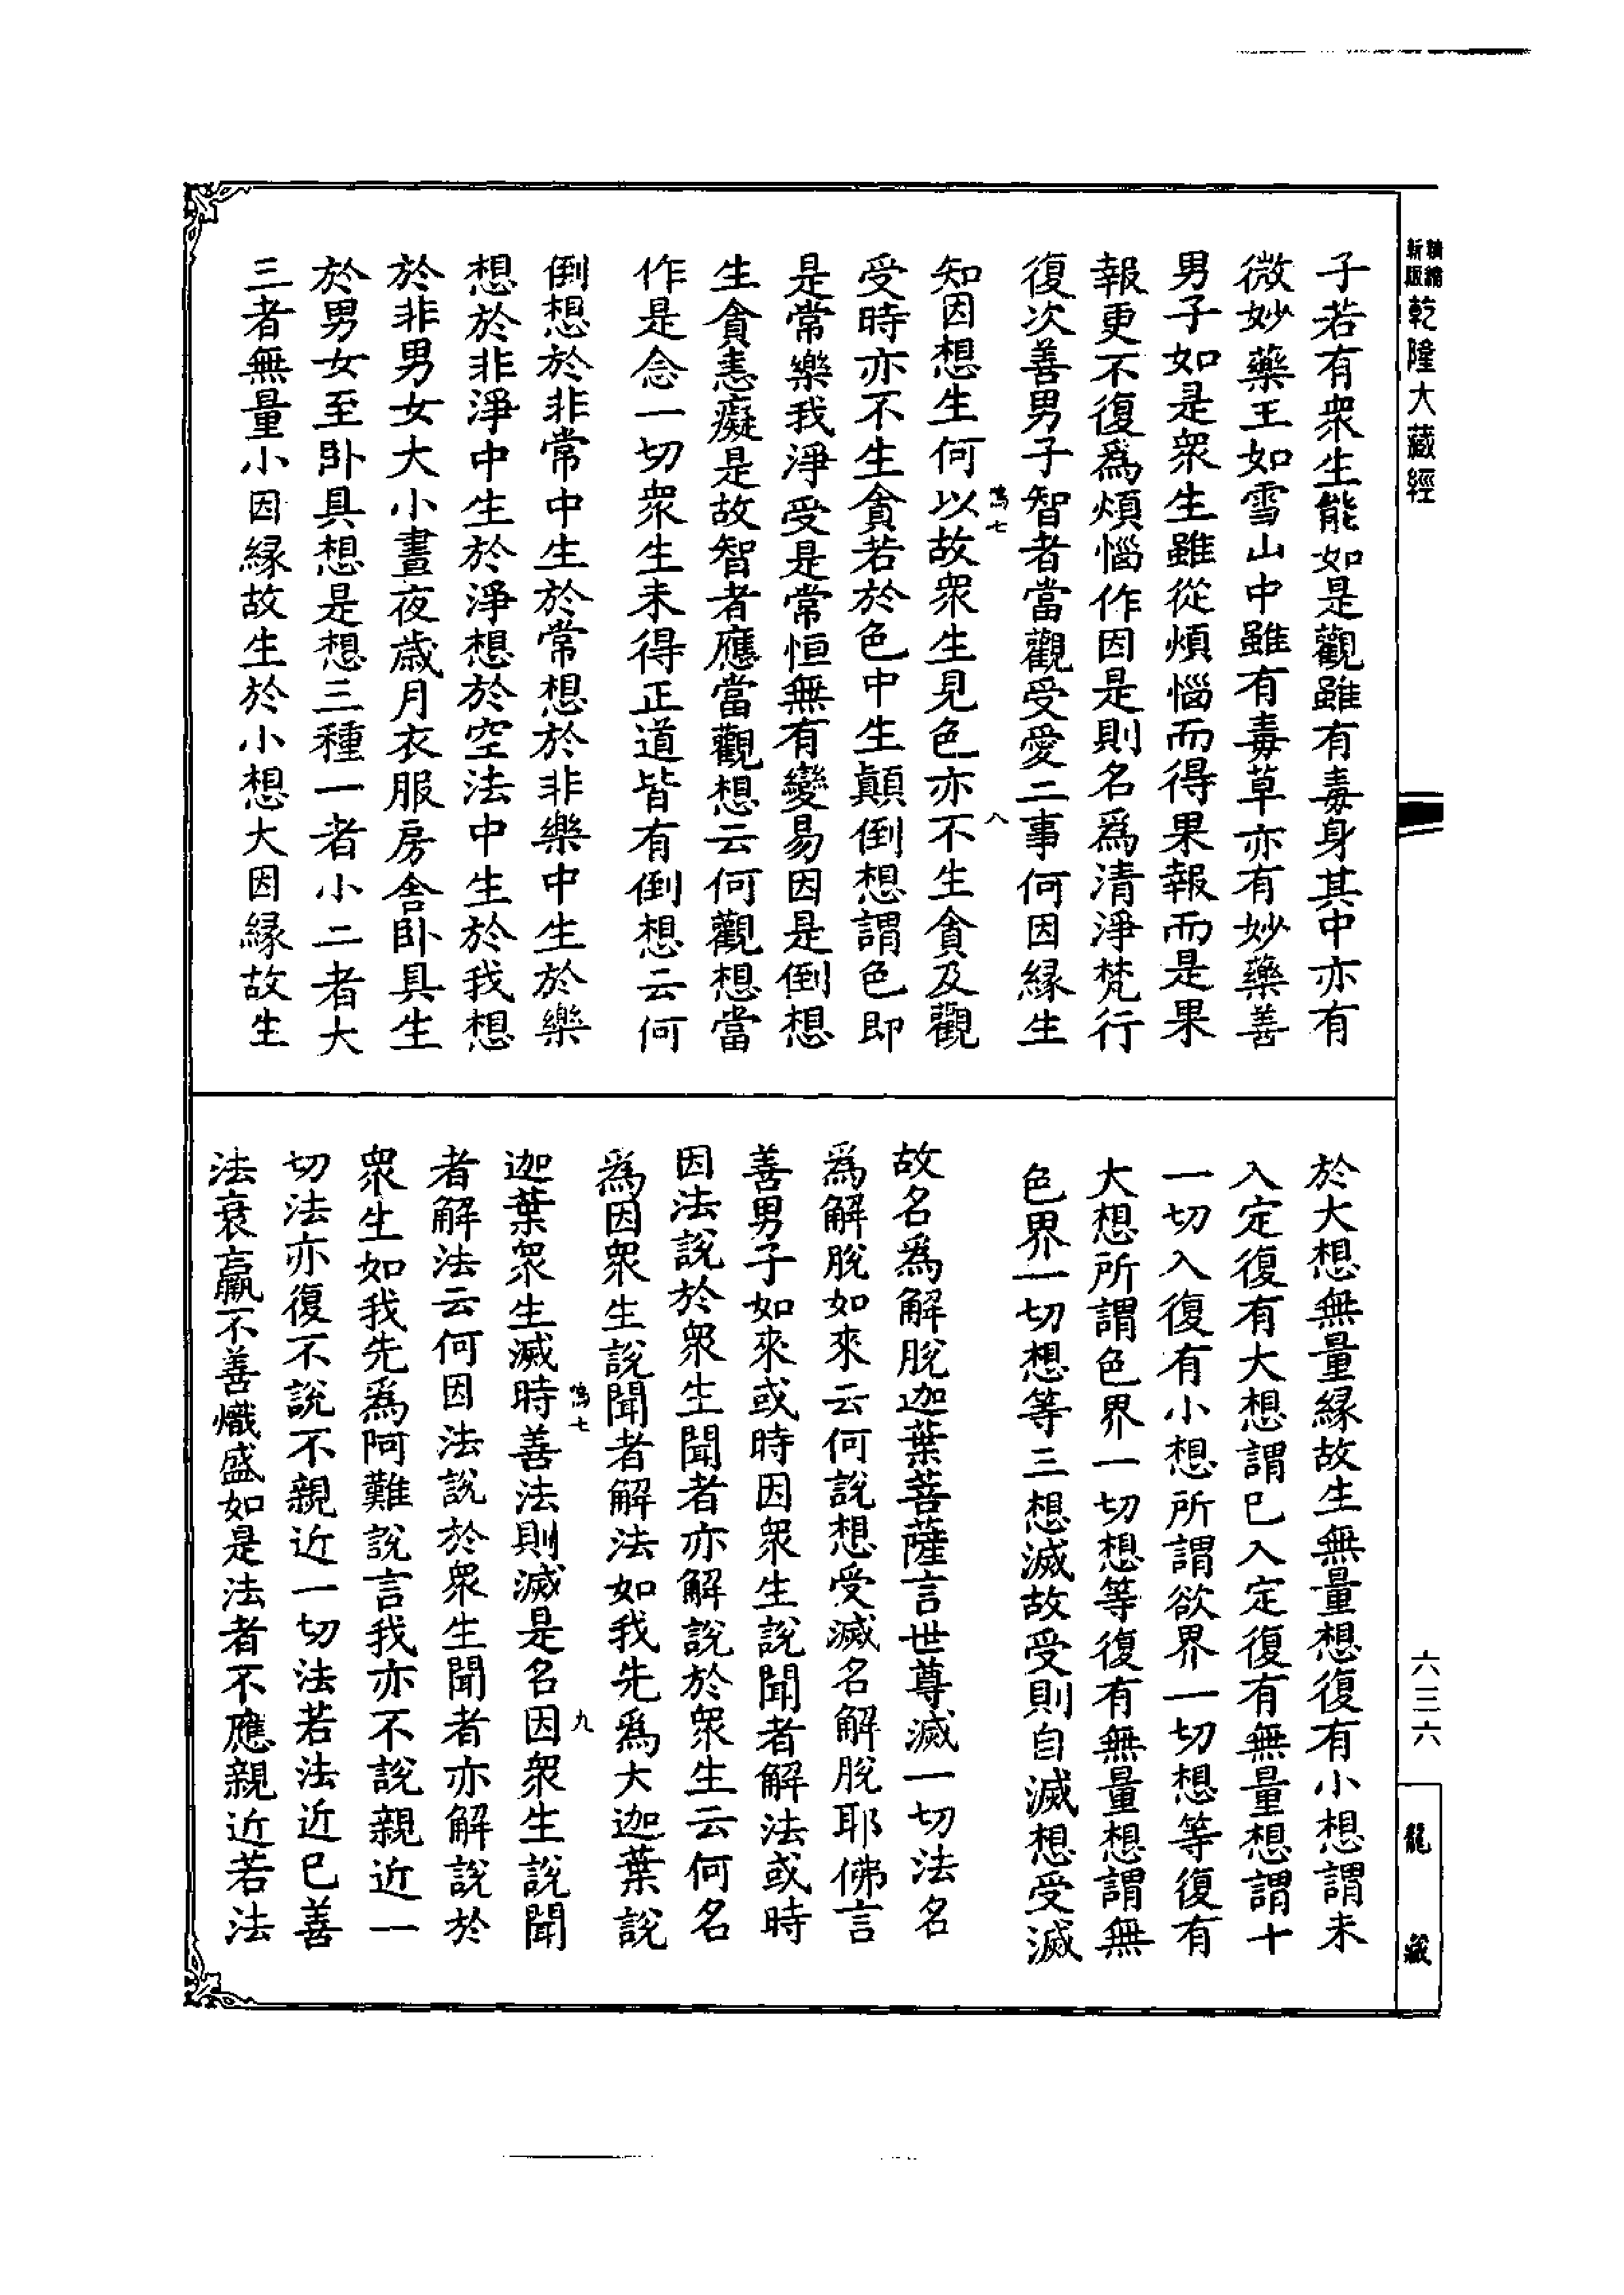 精縮
新版
乾隆大藏經
子若有衆生能如是觀雖有毒身其中亦有
微妙藥王如雪山中雖有毒草亦有妙藥善
男子如是衆生雖從煩惱而得果報而是果
報更不復爲煩惱作因是則名爲清淨梵行
復次善男子智者當觀受愛二事何因緣生
知因想生何以故衆生見色亦不生貪及觀
受時亦不生貪若於色中生顛倒想謂色即
是常樂我淨受是常恒無有變易因是倒想
生貪恚癡是故智者應當觀想云何觀想當
作是念一切衆生未得正道皆有倒想云何
倒想於非常中生於常想於非樂中生於樂
想於非淨中生於淨想於空法中生於我想
於非男女大小晝夜歲月衣服房舍卧具生
於男女至卧具想是想三種一者小二者大
三者無量小因緣故生於小想大因緣故生
於大想無量緣故生無量想復有小想謂未
入定復有大想謂已入定復有無量想謂十
一切入復有小想所謂欲界一切想等復有
大想所謂色界一切想等復有無量想謂無
色界一切想等三想滅故受則自滅想受滅
故名爲解脫迦葉菩薩言世尊滅一切法名
爲解脫如來云何說想受滅名解脫耶佛言
善男子如來或時因衆生說聞者解法或時
因法說於衆生聞者亦解說於衆生云何名
爲因衆生說聞者解法如我先爲大迦葉說
迦葉衆生滅時善法則滅是名因衆生說聞
者解法云何因法說於衆生聞者亦解說於
衆生如我先爲阿難說言我亦不說親近一
切法亦復不說不親近一切法若法近已善
法衰羸不善熾盛如是法者不應親近若法
七
八
七
九
六三六
龍
藏